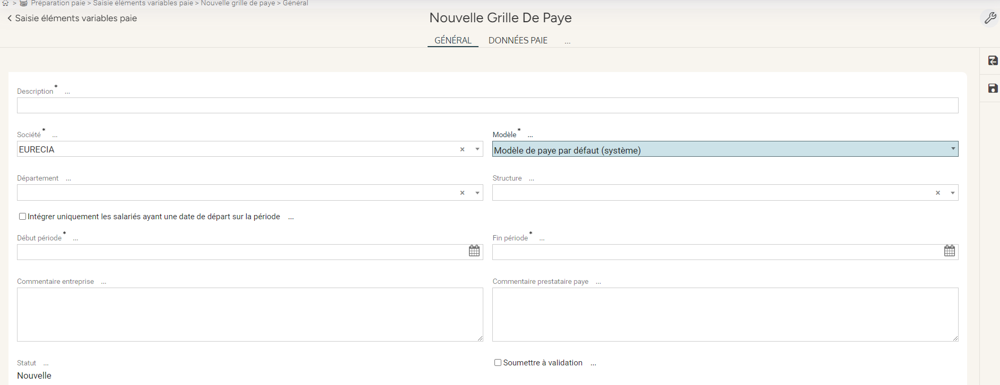 > Préparation paie > Saisie éléments variables paie > Nouvelle grille de paye > Général
Saisie éléments variables paie
Nouvelle Grille De Paye
GÉNÉRAL DONNÉES PAIE ...
Description* ...
Société* ... Modèle* ...
EURECIA × Modèle de paye par défaut (système)
Département ... Structure ...
× ×
Intégrer uniquement les salariés ayant une date de départ sur la période ...
Début période* ... Fin période* ...
Commentaire entreprise ... Commentaire prestataire paye ...
Statut ... Soumettre à validation ...
Nouvelle